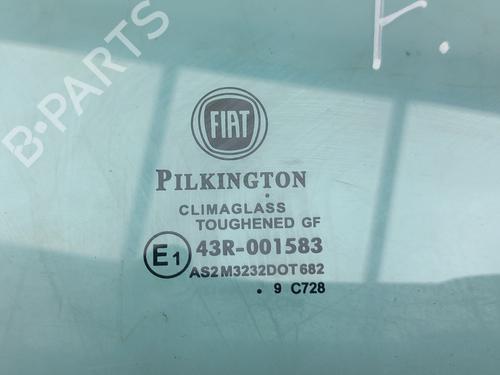 B-PARTS
FIAT
PILKINGTON
CLIMAGLASS
TOUGHENED GF
E1 43R-001583
AS2 M3232DOT682
. 9 C728